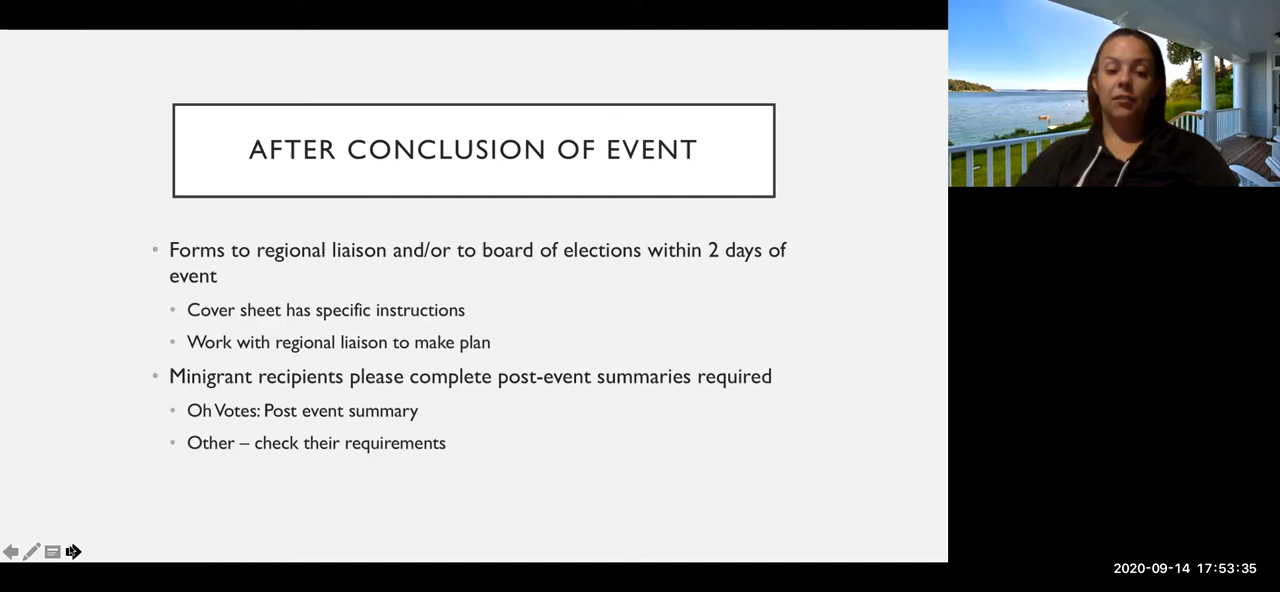 AFTER CONCLUSION OF EVENT
• Forms to regional liaison and/or to board of elections within 2 days of
event
• Cover sheet has specific instructions
• Work with regional liaison to make plan
• Minigrant recipients please complete post-event summaries required
• Oh Votes: Post event summary
• Other – check their requirements
2020-09-14 17:53:35